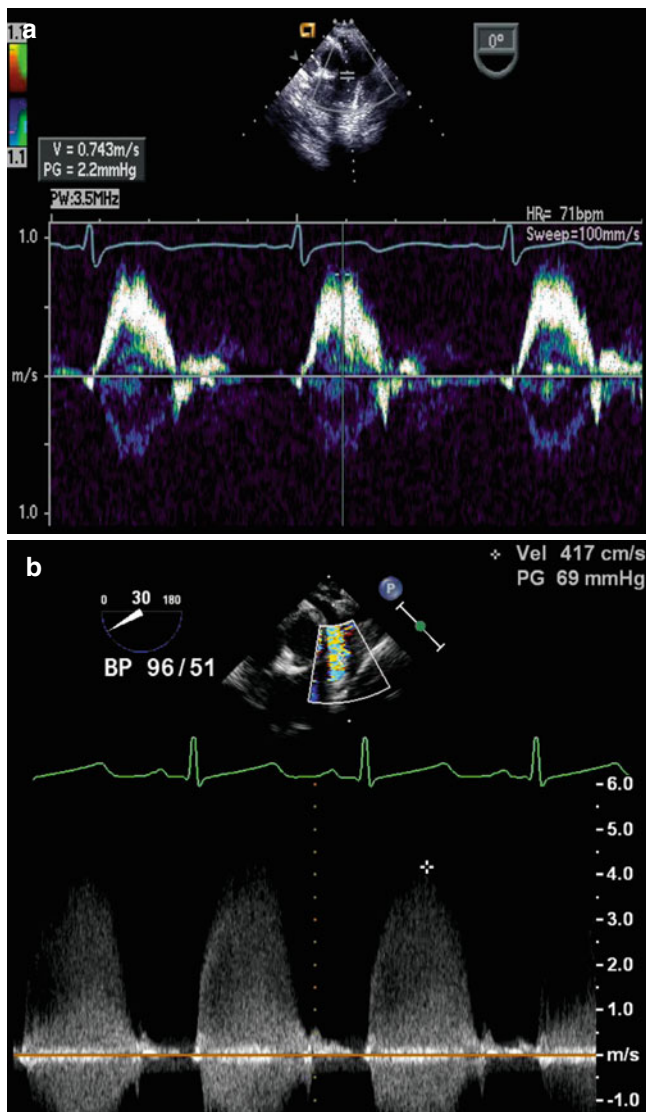 a
1.1
1.1
0°
V = 0.743m/s
PG = 2.2mmHg
PW:3.5MHz
HR= 71bpm
Sweep=100mm/s
1.0
m/s
1.0
b
Vel 417 cm/s
PG 69 mmHg
P
0 30 180
BP 96/51
6.0
5.0
4.0
3.0
2.0
1.0
m/s
-1.0